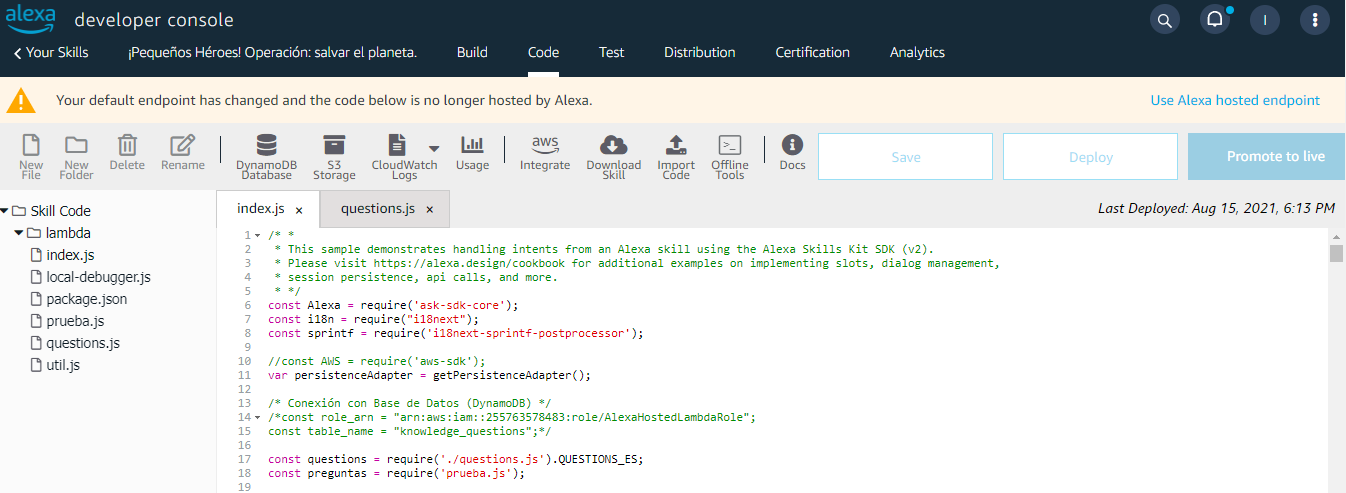 alexa developer console
Your Skills ¡Pequeños Héroes! Operación: salvar el planeta. Build Code Test Distribution Certification Analytics
I
Your default endpoint has changed and the code below is no longer hosted by Alexa. Use Alexa hosted endpoint
New File
New Folder
Delete
Rename
DynamoDB Database
S3 Storage
CloudWatch Logs
Usage
aws Integrate
Download Skill
Import Code
Offline Tools
Docs
Save
Deploy
Promote to live
Skill Code
lambda
index.js
local-debugger.js
package.json
prueba.js
questions.js
util.js
index.js × questions.js ×
Last Deployed: Aug 15, 2021, 6:13 PM
1 /* *
2 * This sample demonstrates handling intents from an Alexa skill using the Alexa Skills Kit SDK (v2).
3 * Please visit https://alexa.design/cookbook for additional examples on implementing slots, dialog management,
4 * session persistence, api calls, and more.
5 * */
6 const Alexa = require('ask-sdk-core');
7 const i18n = require("i18next");
8 const sprintf = require('i18next-sprintf-postprocessor');
9
10 //const AWS = require('aws-sdk');
11 var persistenceAdapter = getPersistenceAdapter();
12
13 /* Conexión con Base de Datos (DynamoDB) */
14 /*const role_arn = "arn:aws:iam::255763578483:role/AlexaHostedLambdaRole";
15 const table_name = "knowledge_questions";*/
16
17 const questions = require('./questions.js').QUESTIONS_ES;
18 const preguntas = require('prueba.js');
19